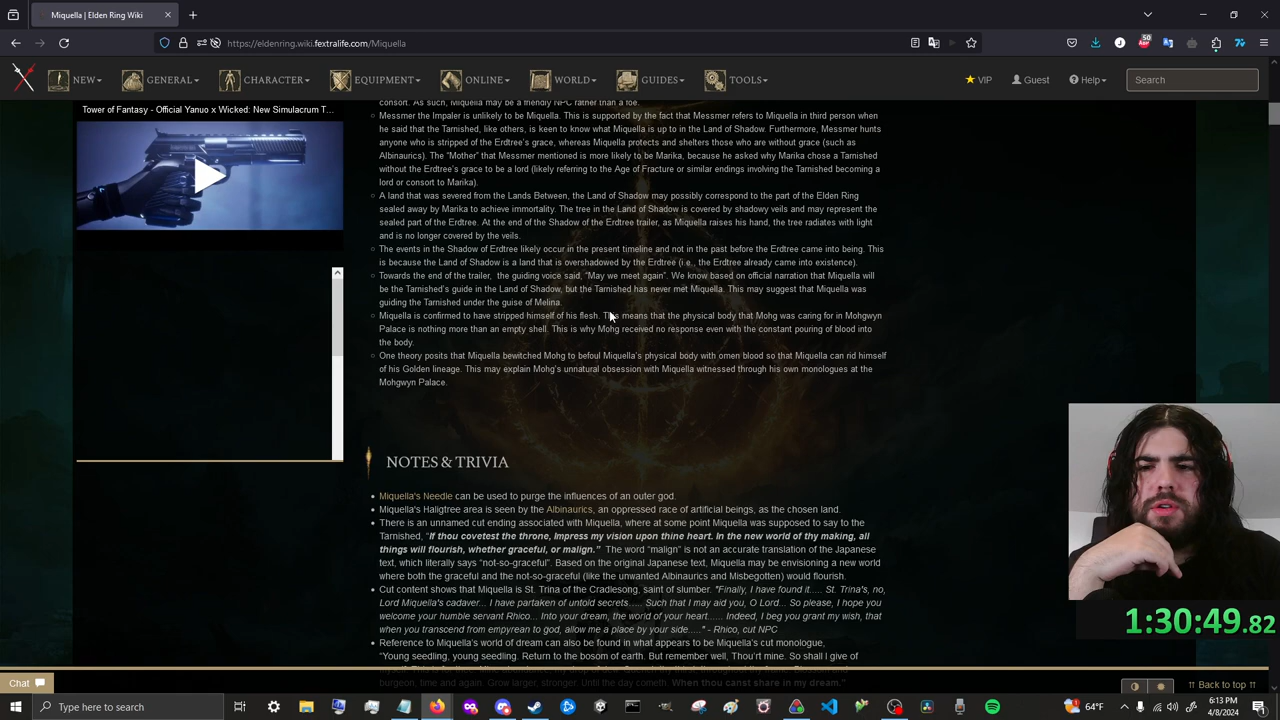 Miquella | Elden Ring Wiki
https://eldenring.wiki.fextralife.com/Miquella
50
NEW
GENERAL
CHARACTER
EQUIPMENT
ONLINE
WORLD
GUIDES
TOOLS
VIP
Guest
Help
Search
Tower of Fantasy - Official Yanuo x Wicked: New Simulacrum T...
consort. As such, Miquella may be a friendly NPC rather than a foe.
Messmer the Impaler is unlikely to be Miquella. This is supported by the fact that Messmer refers to Miquella in third person when
he said that the Tarnished, like others, is keen to know what Miquella is up to in the Land of Shadow. Furthermore, Messmer hunts
anyone who is stripped of the Erdtree's grace, whereas Miquella protects and shelters those who are without grace (such as
Albinaurics). The "Mother" that Messmer mentioned is more likely to be Marika, because he asked why Marika chose a Tarnished
without the Erdtree's grace to be a lord (likely referring to the Age of Fracture or similar endings involving the Tarnished becoming a
lord or consort to Marika).
A land that was severed from the Lands Between, the Land of Shadow may possibly correspond to the part of the Elden Ring
sealed away by Marika to achieve immortality. The tree in the Land of Shadow is covered by shadowy veils and may represent the
sealed part of the Erdtree. At the end of the Shadow of the Erdtree trailer, as Miquella raises his hand, the tree radiates with light
and is no longer covered by the veils.
The events in the Shadow of Erdtree likely occur in the present timeline and not in the past before the Erdtree came into being. This
is because the Land of Shadow is a land that is overshadowed by the Erdtree (i.e., the Erdtree already came into existence).
Towards the end of the trailer, the guiding voice said, "May we meet again". We know based on official narration that Miquella will
be the Tarnished's guide in the Land of Shadow, but the Tarnished has never met Miquella. This may suggest that Miquella was
guiding the Tarnished under the guise of Melina.
Miquella is confirmed to have stripped himself of his flesh. This means that the physical body that Mohg was caring for in Mohgwyn
Palace is nothing more than an empty shell. This is why Mohg received no response even with the constant pouring of blood into
the body.
One theory posits that Miquella bewitched Mohg to befoul Miquella's physical body with omen blood so that Miquella can rid himself
of his Golden lineage. This may explain Mohg's unnatural obsession with Miquella witnessed through his own monologues at the
Mohgwyn Palace.
NOTES & TRIVIA
Miquella's Needle can be used to purge the influences of an outer god.
Miquella's Haligtree area is seen by the Albinaurics, an oppressed race of artificial beings, as the chosen land.
There is an unnamed cut ending associated with Miquella, where at some point Miquella was supposed to say to the
Tarnished, "If thou covetest the throne, Impress my vision upon thine heart. In the new world of thy making, all
things will flourish, whether graceful, or malign." The word "malign" is not an accurate translation of the Japanese
text, which literally says "not-so-graceful". Based on the original Japanese text, Miquella may be envisioning a new world
where both the graceful and the not-so-graceful (like the unwanted Albinaurics and Misbegotten) would flourish.
Cut content shows that Miquella is St. Trina of the Cradlesong, saint of slumber. "Finally, I have found it..... St. Trina's, no,
Lord Miquella's cadaver... I have partaken of untold secrets..... Such that I may aid you, O Lord... So please, I hope you
welcome your humble servant Rhico... Into your dream, the world of your heart...... Indeed, I beg you grant my wish, that
when you transcend from empyrean to god, allow me a place by your side....." - Rhico, cut NPC
Reference to Miquella's world of dream can also be found in what appears to be Miquella's cut monologue,
"Young seedling, young seedling. Return to the bosom of earth. But remember well, Thou'rt mine. So shall I give of
burgeon, time and again. Grow larger, stronger. Until the day cometh. When thou canst share in my dream."
1:30:49.82
Chat
Back to top
Type here to search
64°F
6:13 PM
4/8/2024